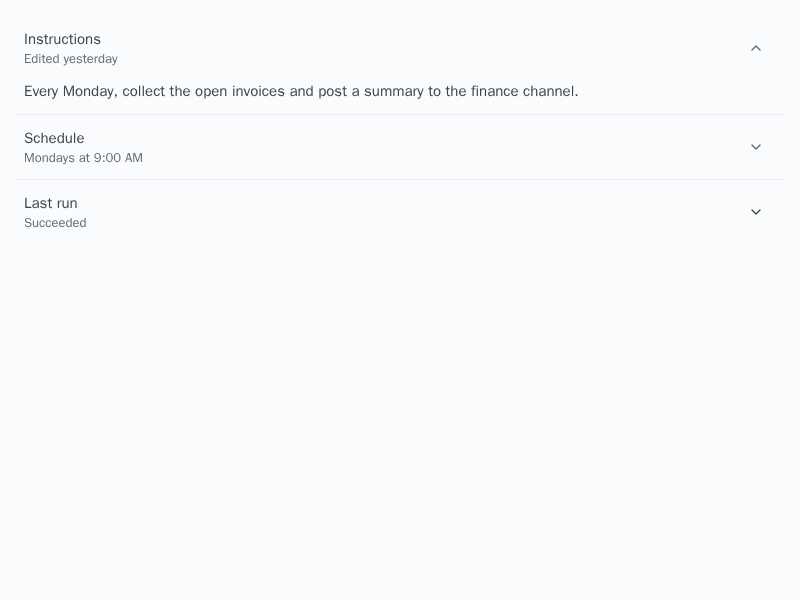 Instructions
Edited yesterday
Every Monday, collect the open invoices and post a summary to the finance channel.
Schedule
Mondays at 9:00 AM
Last run
Succeeded